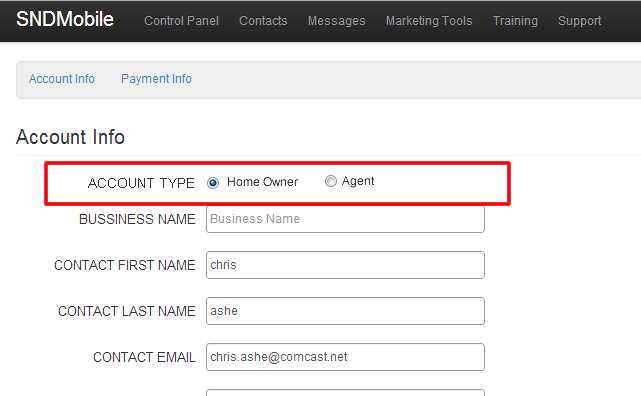 SNDMobile Control Panel Contacts Messages Marketing Tools Training Support
Account Info Payment Info
Account Info
ACCOUNT TYPE Home Owner Agent
BUSSINESS NAME Business Name
CONTACT FIRST NAME chris
CONTACT LAST NAME ashe
CONTACT EMAIL chris.ashe@comcast.net